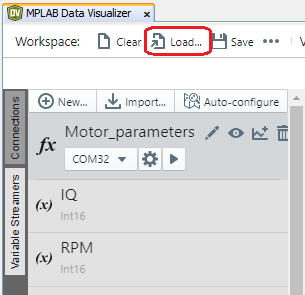 DV MPLAB Data Visualizer ×
Workspace: Clear Load... Save ••• V
New... Import... Auto-configure
Connections
Variable Streamers
fx Motor_parameters
COM32
(x) IQ
Int16
(x) RPM
Int16